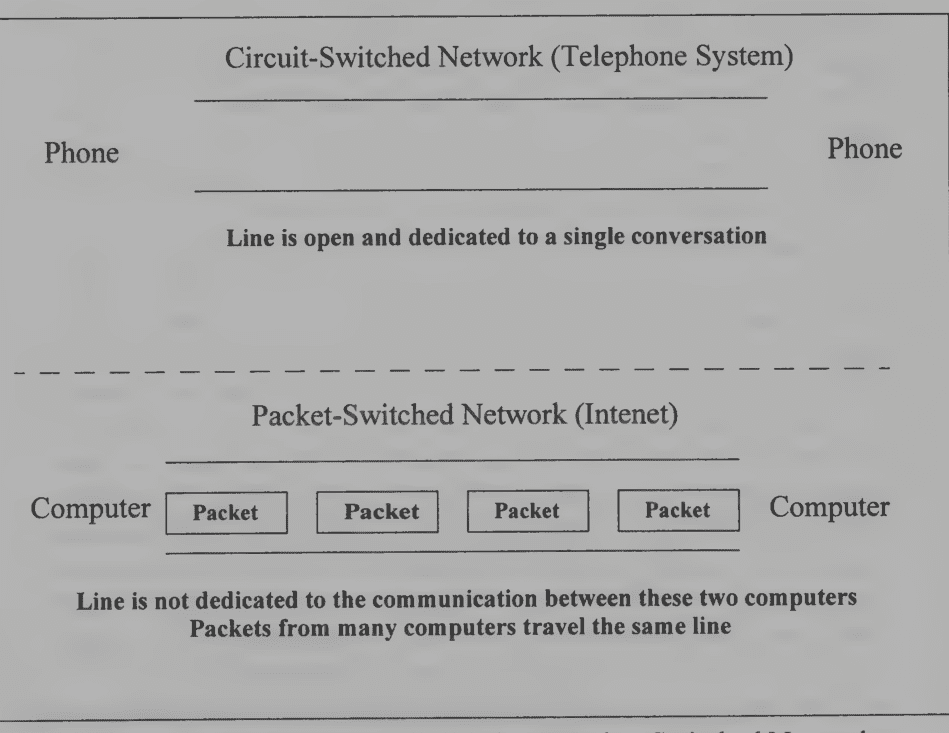 Circuit-Switched Network (Telephone System)
Phone
Phone
Line is open and dedicated to a single conversation
Packet-Switched Network (Intenet)
Computer Packet Packet Packet Packet Computer
Line is not dedicated to the communication between these two computers
Packets from many computers travel the same line